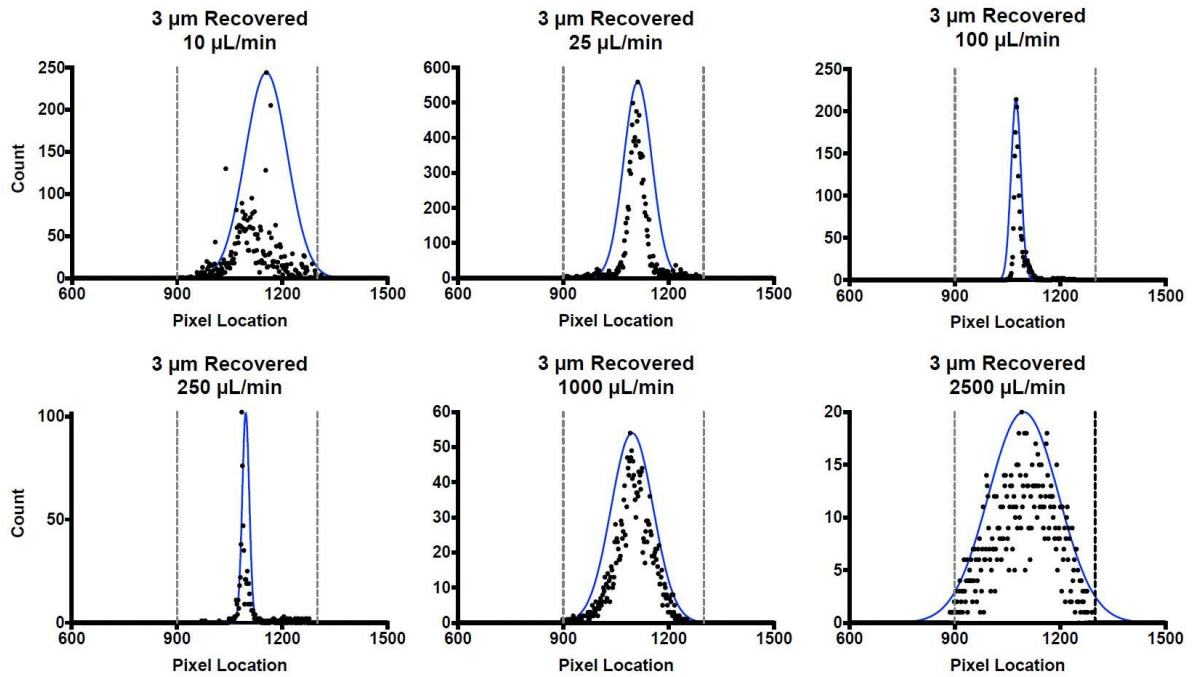 3 µm Recovered
10 µL/min
250
200
150
100
50
0
Count
600
900
1200
1500
Pixel Location
3 µm Recovered
25 µL/min
600
500
400
300
200
100
0
600
900
1200
1500
Pixel Location
3 µm Recovered
100 µL/min
250
200
150
100
50
0
600
900
1200
1500
Pixel Location
3 µm Recovered
250 µL/min
100
50
0
Count
600
900
1200
1500
Pixel Location
3 µm Recovered
1000 µL/min
60
50
40
30
20
10
0
600
900
1200
1500
Pixel Location
3 µm Recovered
2500 µL/min
20
15
10
5
0
600
900
1200
1500
Pixel Location